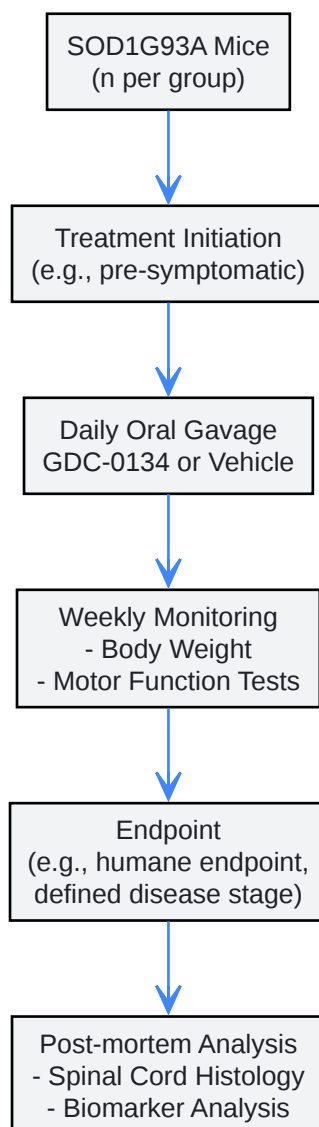 SOD1G93A Mice
(n per group)
Treatment Initiation
(e.g., pre-symptomatic)
Daily Oral Gavage
GDC-0134 or Vehicle
Weekly Monitoring
- Body Weight
- Motor Function Tests
Endpoint
(e.g., humane endpoint,
defined disease stage)
Post-mortem Analysis
- Spinal Cord Histology
- Biomarker Analysis